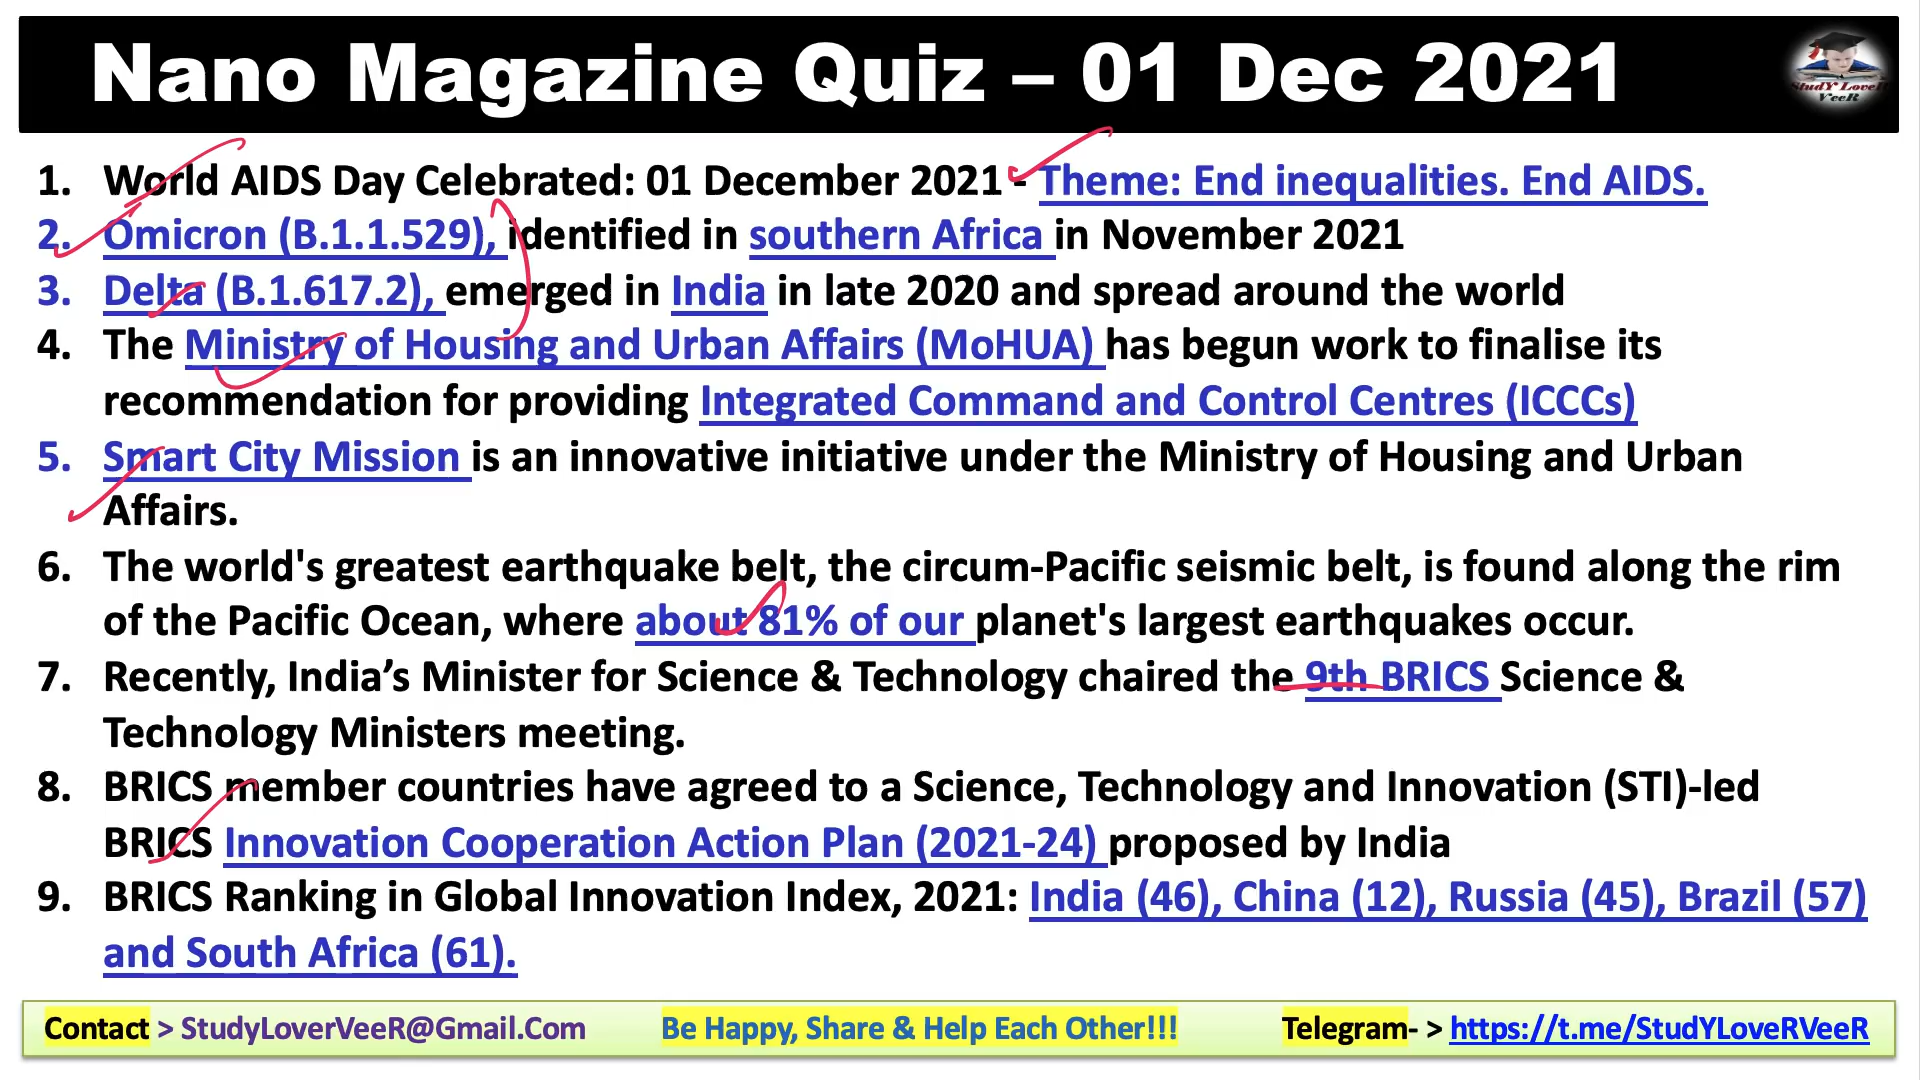 Nano Magazine Quiz – 01 Dec 2021
StudY LoveR
VeeR
1. World AIDS Day Celebrated: 01 December 2021 - Theme: End inequalities. End AIDS.
2. Omicron (B.1.1.529), identified in southern Africa in November 2021
3. Delta (B.1.617.2), emerged in India in late 2020 and spread around the world
4. The Ministry of Housing and Urban Affairs (MoHUA) has begun work to finalise its
recommendation for providing Integrated Command and Control Centres (ICCCs)
5. Smart City Mission is an innovative initiative under the Ministry of Housing and Urban
Affairs.
6. The world's greatest earthquake belt, the circum-Pacific seismic belt, is found along the rim
of the Pacific Ocean, where about 81% of our planet's largest earthquakes occur.
7. Recently, India’s Minister for Science & Technology chaired the 9th BRICS Science &
Technology Ministers meeting.
8. BRICS member countries have agreed to a Science, Technology and Innovation (STI)-led
BRICS Innovation Cooperation Action Plan (2021-24) proposed by India
9. BRICS Ranking in Global Innovation Index, 2021: India (46), China (12), Russia (45), Brazil (57)
and South Africa (61).
Contact > StudyLoverVeeR@Gmail.Com Be Happy, Share & Help Each Other!!! Telegram- > https://t.me/StudYLoveRVeeR